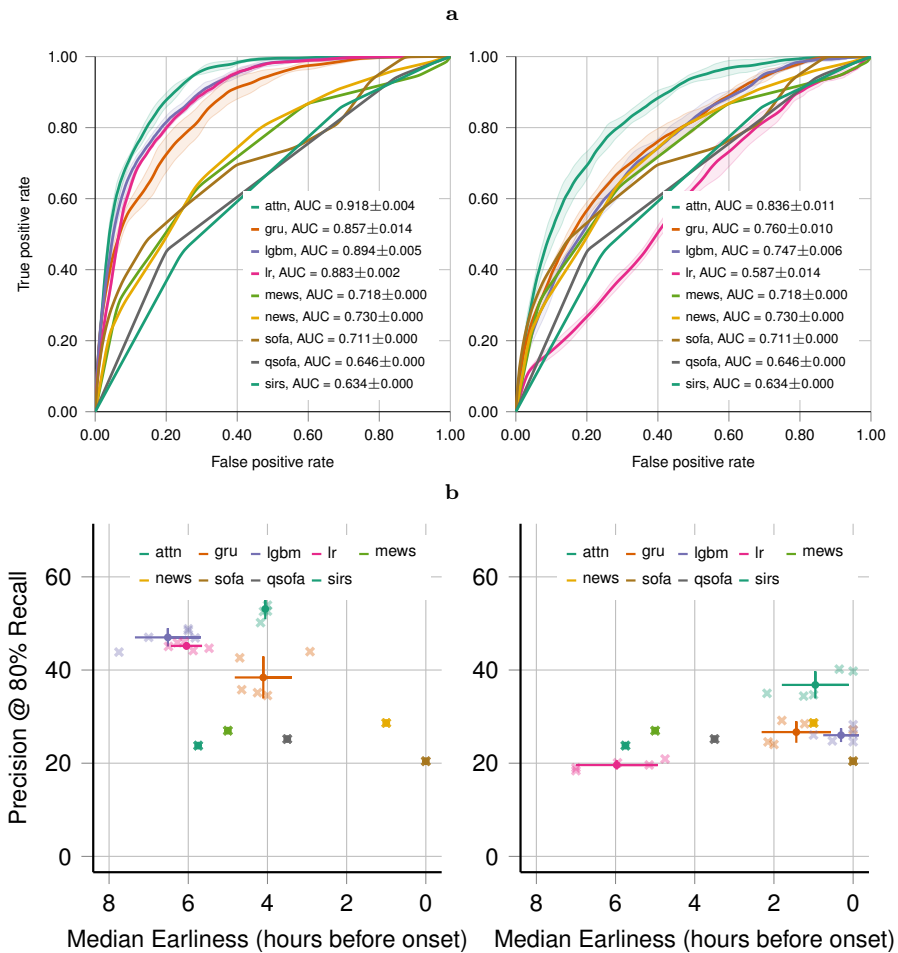 a
1.00
0.80
0.60
0.40
0.20
0.00
True positive rate
0.00 0.20 0.40 0.60 0.80 1.00
False positive rate
attn, AUC = 0.918±0.004
gru, AUC = 0.857±0.014
lgbm, AUC = 0.894±0.005
lr, AUC = 0.883±0.002
mews, AUC = 0.718±0.000
news, AUC = 0.730±0.000
sofa, AUC = 0.711±0.000
qsofa, AUC = 0.646±0.000
sirs, AUC = 0.634±0.000
1.00
0.80
0.60
0.40
0.20
0.00
0.00 0.20 0.40 0.60 0.80 1.00
False positive rate
attn, AUC = 0.836±0.011
gru, AUC = 0.760±0.010
lgbm, AUC = 0.747±0.006
lr, AUC = 0.587±0.014
mews, AUC = 0.718±0.000
news, AUC = 0.730±0.000
sofa, AUC = 0.711±0.000
qsofa, AUC = 0.646±0.000
sirs, AUC = 0.634±0.000
b
Precision @ 80% Recall
60
40
20
0
attn gru lgbm lr mews
news sofa qsofa sirs
8 6 4 2 0
Median Earliness (hours before onset)
60
40
20
0
attn gru lgbm lr mews
news sofa qsofa sirs
8 6 4 2 0
Median Earliness (hours before onset)